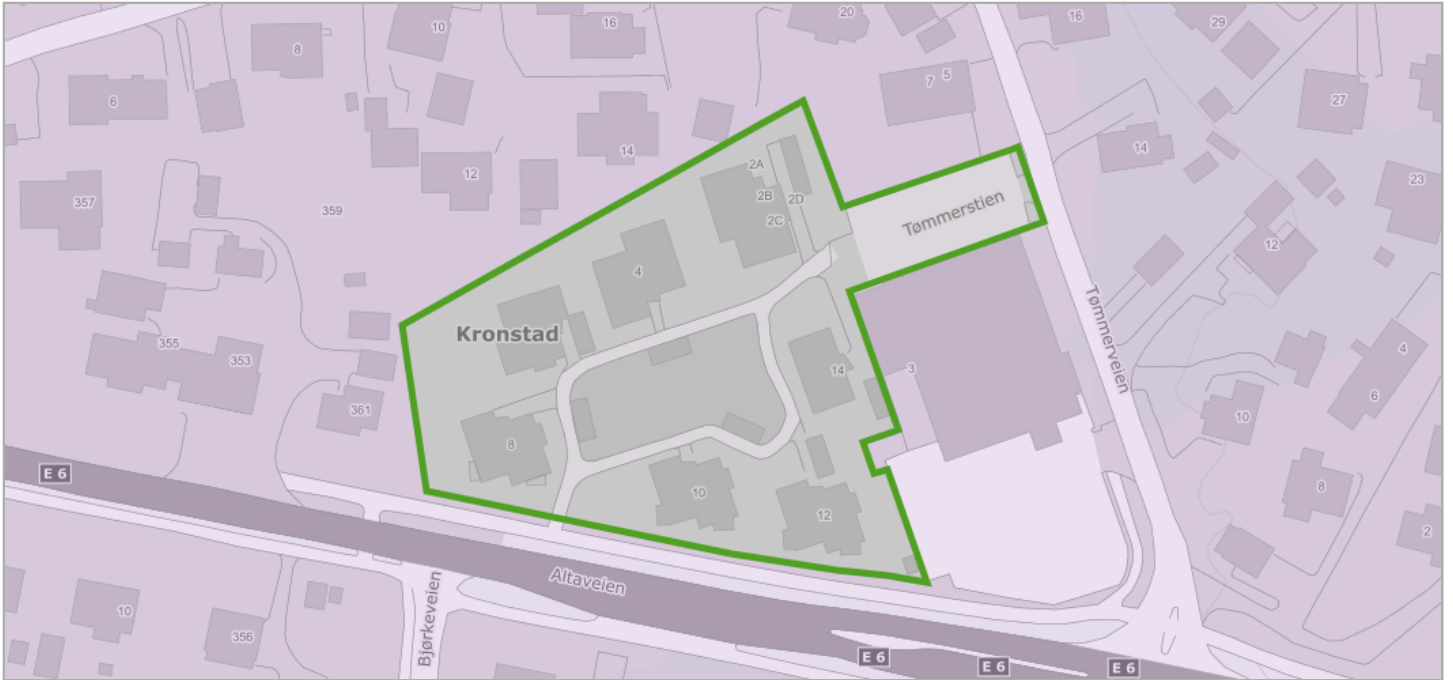 10
16
20
16
29
8
7 5
27
6
14
14
2A
12
23
357
2B
2D
359
2C
Tømmerstien
12
4
Tømmerveien
Kronstad
355
353
14
3
4
6
361
10
8
E 6
8
10
12
2
Altaveien
Bjørkeveien
10
356
E 6
E 6
E 6